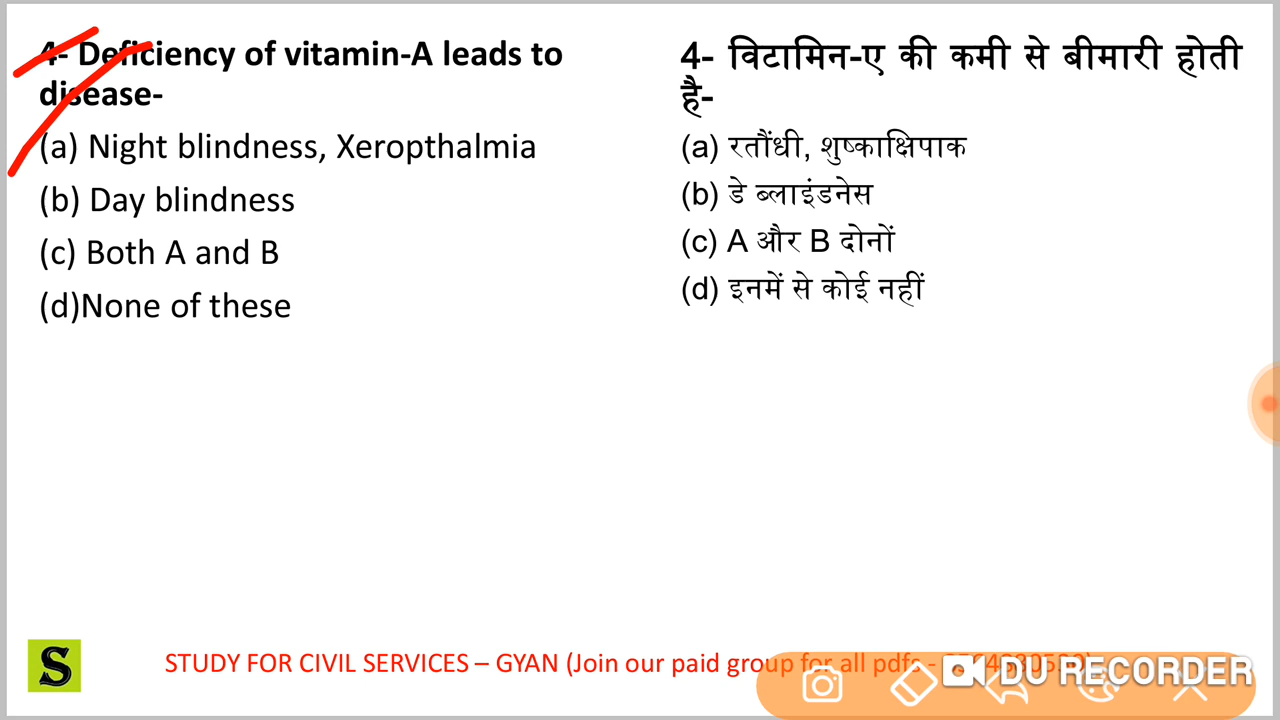 4- Deficiency of vitamin-A leads to
disease-
(a) Night blindness, Xeropthalmia
(b) Day blindness
(c) Both A and B
(d)None of these
4- विटामिन-ए की कमी से बीमारी होती
है-
(a) रतौंधी, शुष्काक्षिपाक
(b) डे ब्लाइंडनेस
(c) A और B दोनों
(d) इनमें से कोई नहीं
S
STUDY FOR CIVIL SERVICES – GYAN (Join our paid group for all pdfs -
DU RECORDER